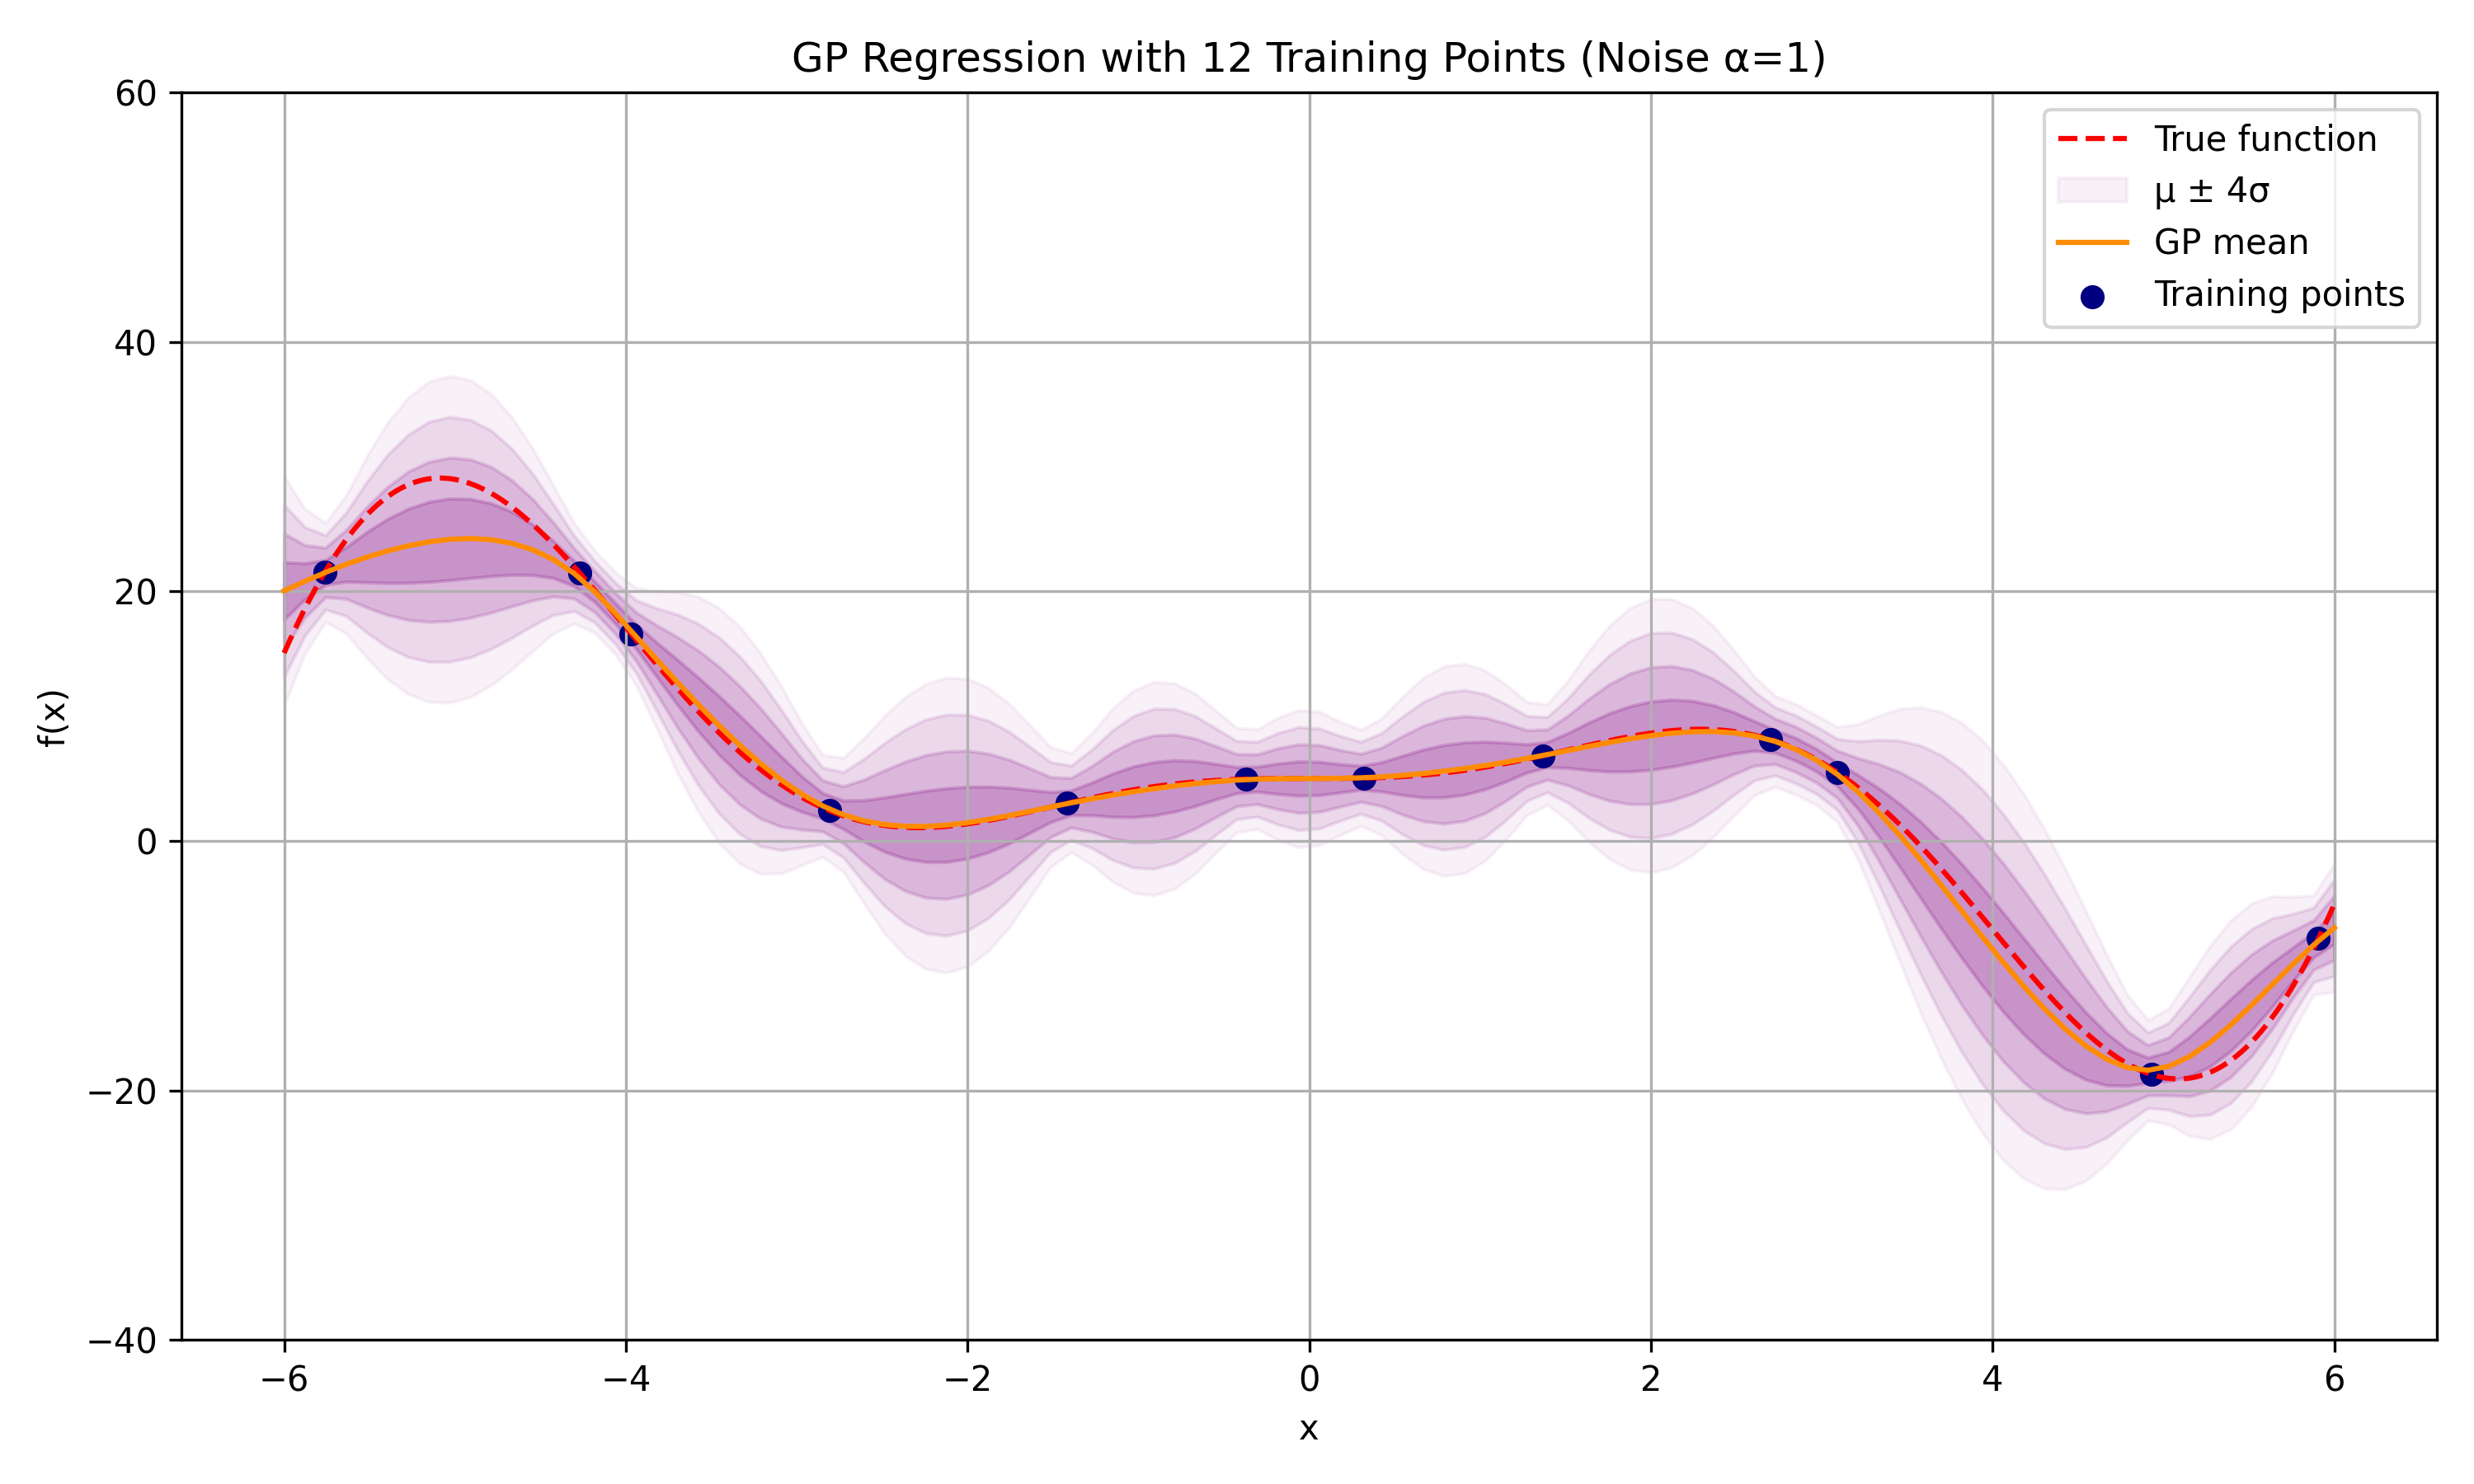 GP Regression with 12 Training Points (Noise α=1)
60
40
20
0
−20
−40
f(x)
True function
μ ± 4σ
GP mean
Training points
−6 −4 −2 0 2 4 6
x